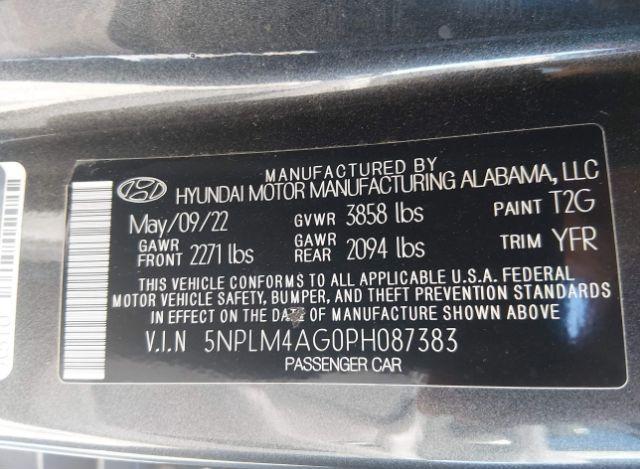 MANUFACTURED BY
HYUNDAI MOTOR MANUFACTURING ALABAMA, LLC
May/09/22 GVWR 3858 lbs PAINT T2G
GAWR FRONT 2271 lbs GAWR REAR 2094 lbs TRIM YFR
THIS VEHICLE CONFORMS TO ALL APPLICABLE U.S.A. FEDERAL
MOTOR VEHICLE SAFETY, BUMPER, AND THEFT PREVENTION STANDARDS
IN EFFECT ON THE DATE OF MANUFACTURE SHOWN ABOVE
V.I.N 5NPLM4AG0PH087383
PASSENGER CAR